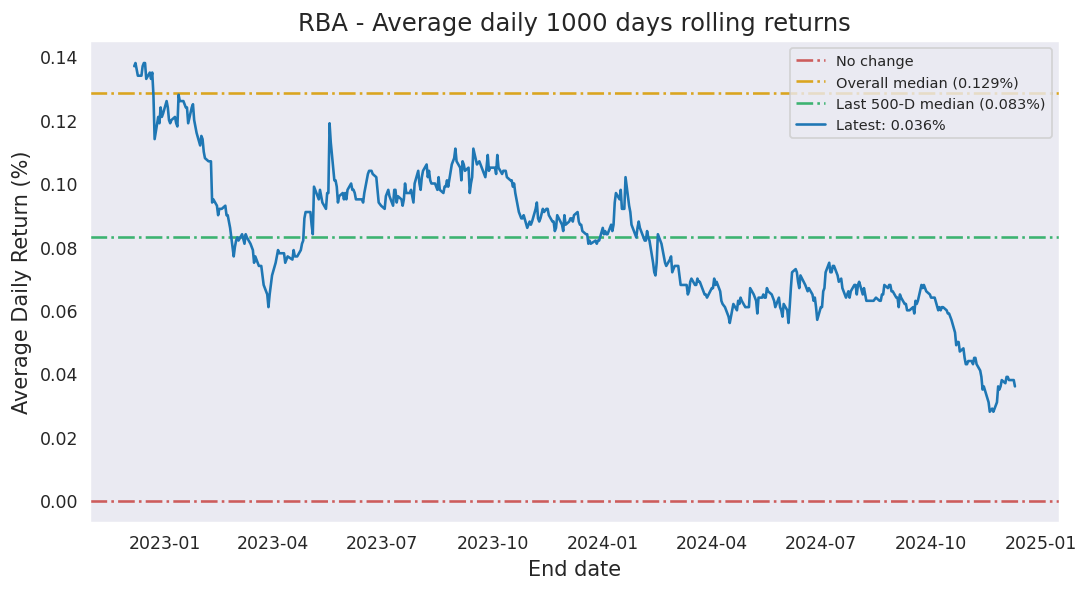 RBA - Average daily 1000 days rolling returns
No change
Overall median (0.129%)
Last 500-D median (0.083%)
Latest: 0.036%
Average Daily Return (%)
0.14
0.12
0.10
0.08
0.06
0.04
0.02
0.00
2023-01 2023-04 2023-07 2023-10 2024-01 2024-04 2024-07 2024-10 2025-01
End date